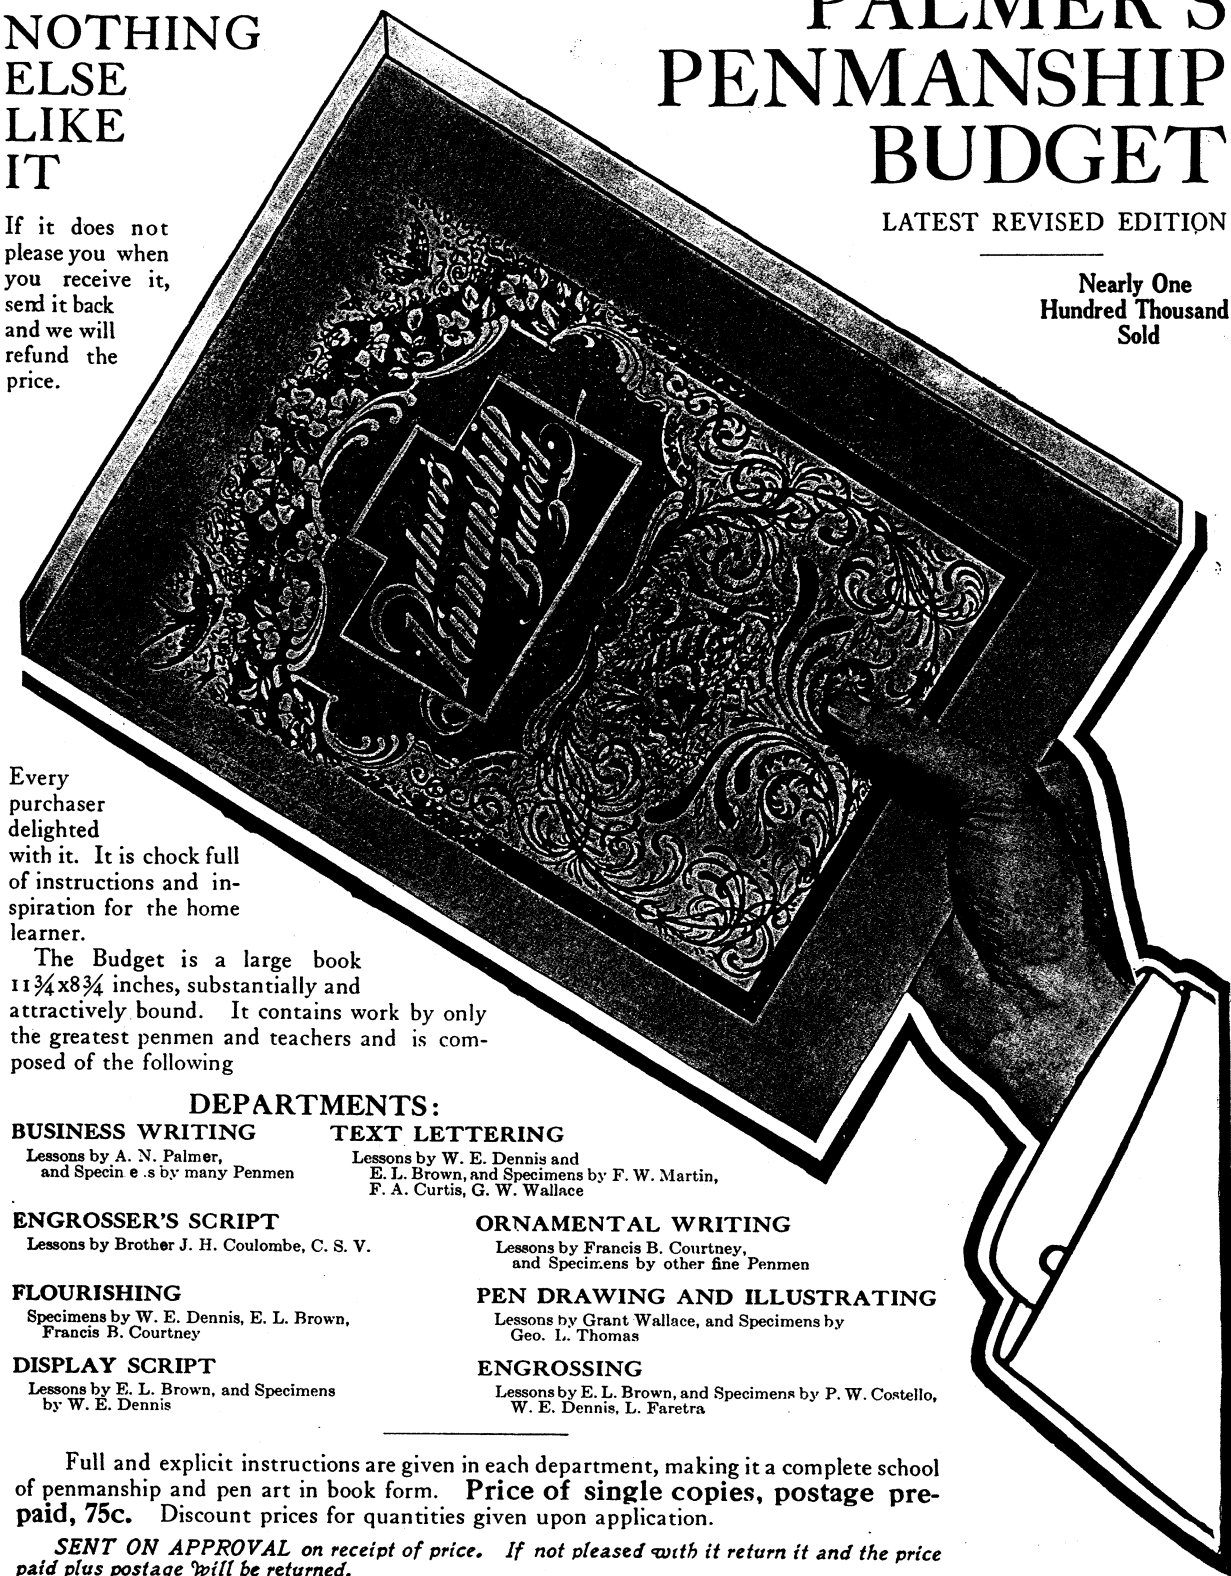 NOTHING
ELSE
LIKE
IT
If it does not
please you when
you receive it,
send it back
and we will
refund the
price.
PALMER'S
PENMANSHIP
BUDGET
LATEST REVISED EDITION
Nearly One
Hundred Thousand
Sold
Palmer's
Penmanship
Budget
Every
purchaser
delighted
with it. It is chock full
of instructions and in-
spiration for the home
learner.
The Budget is a large book
11¾x8¾ inches, substantially and
attractively bound. It contains work by only
the greatest penmen and teachers and is com-
posed of the following
DEPARTMENTS:
BUSINESS WRITING
Lessons by A. N. Palmer,
and Specin e .s by many Penmen
TEXT LETTERING
Lessons by W. E. Dennis and
E. L. Brown, and Specimens by F. W. Martin,
F. A. Curtis, G. W. Wallace
ENGROSSER'S SCRIPT
Lessons by Brother J. H. Coulombe, C. S. V.
ORNAMENTAL WRITING
Lessons by Francis B. Courtney,
and Specimens by other fine Penmen
FLOURISHING
Specimens by W. E. Dennis, E. L. Brown,
Francis B. Courtney
PEN DRAWING AND ILLUSTRATING
Lessons by Grant Wallace, and Specimens by
Geo. L. Thomas
DISPLAY SCRIPT
Lessons by E. L. Brown, and Specimens
by W. E. Dennis
ENGROSSING
Lessons by E. L. Brown, and Specimens by P. W. Costello,
W. E. Dennis, L. Faretra
Full and explicit instructions are given in each department, making it a complete school
of penmanship and pen art in book form. Price of single copies, postage pre-
paid, 75c. Discount prices for quantities given upon application.
SENT ON APPROVAL on receipt of price. If not pleased with it return it and the price
paid plus postage will be returned.